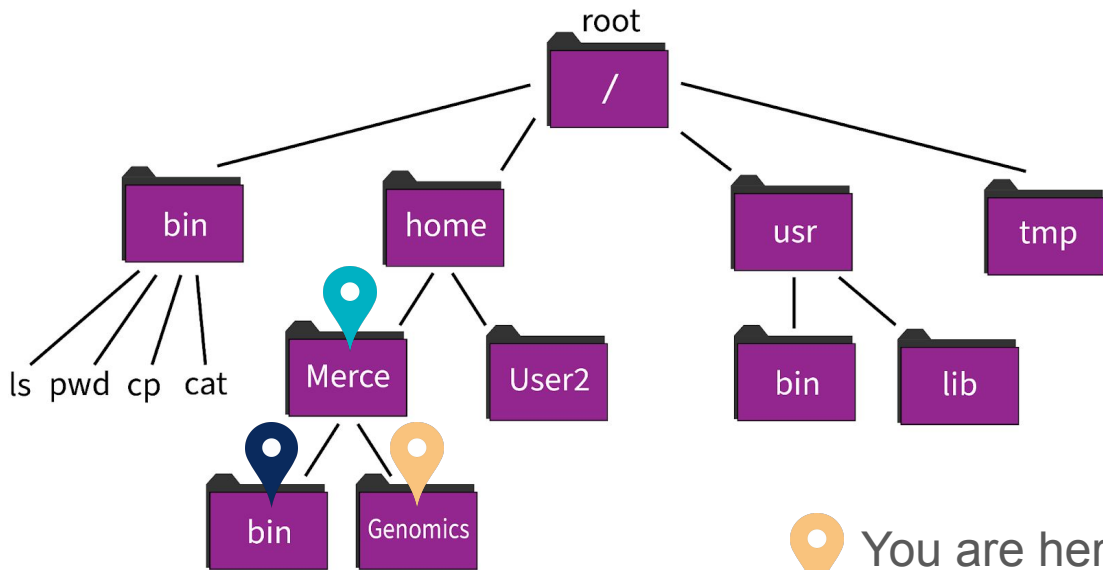 root
/
bin home usr tmp
ls pwd cp cat
Merce User2 bin lib
bin Genomics
You are her